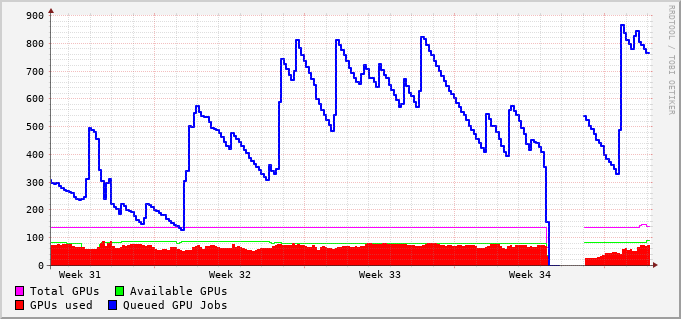 900
800
700
600
500
400
300
200
100
0
Week 31 Week 32 Week 33 Week 34
Total GPUs Available GPUs
GPUs used Queued GPU Jobs
RRDTOOL / TOBI OETIKER